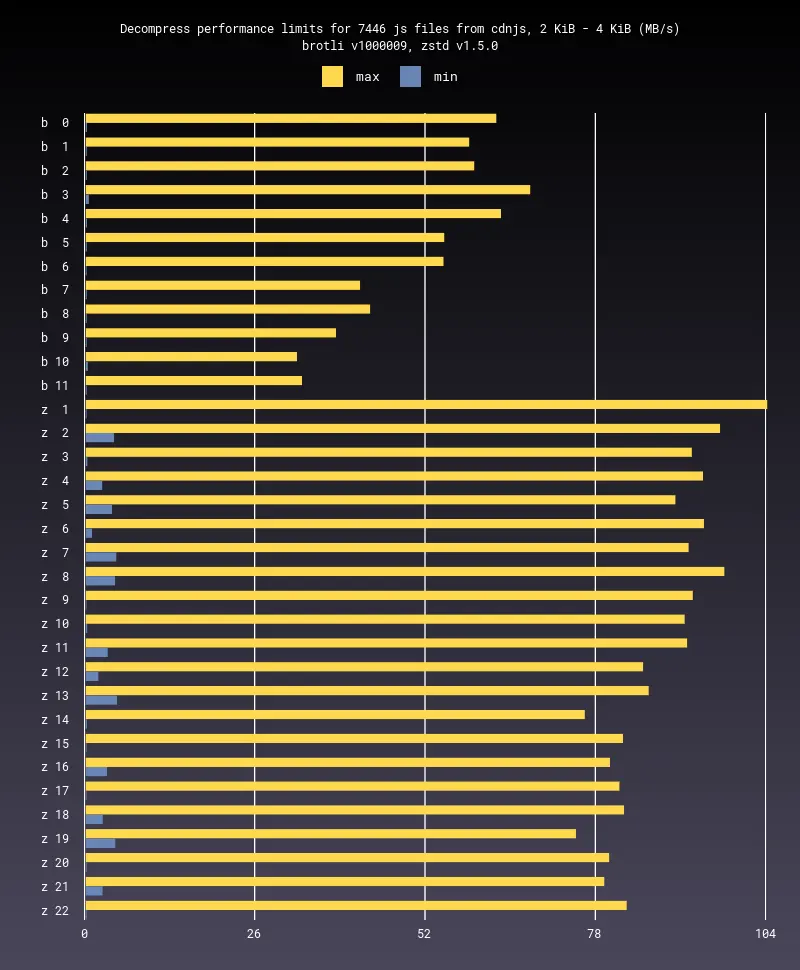 Decompress performance limits for 7446 js files from cdnjs, 2 KiB - 4 KiB (MB/s)
brotli v1000009, zstd v1.5.0
max min
b 0
b 1
b 2
b 3
b 4
b 5
b 6
b 7
b 8
b 9
b 10
b 11
z 1
z 2
z 3
z 4
z 5
z 6
z 7
z 8
z 9
z 10
z 11
z 12
z 13
z 14
z 15
z 16
z 17
z 18
z 19
z 20
z 21
z 22
0 26 52 78 104